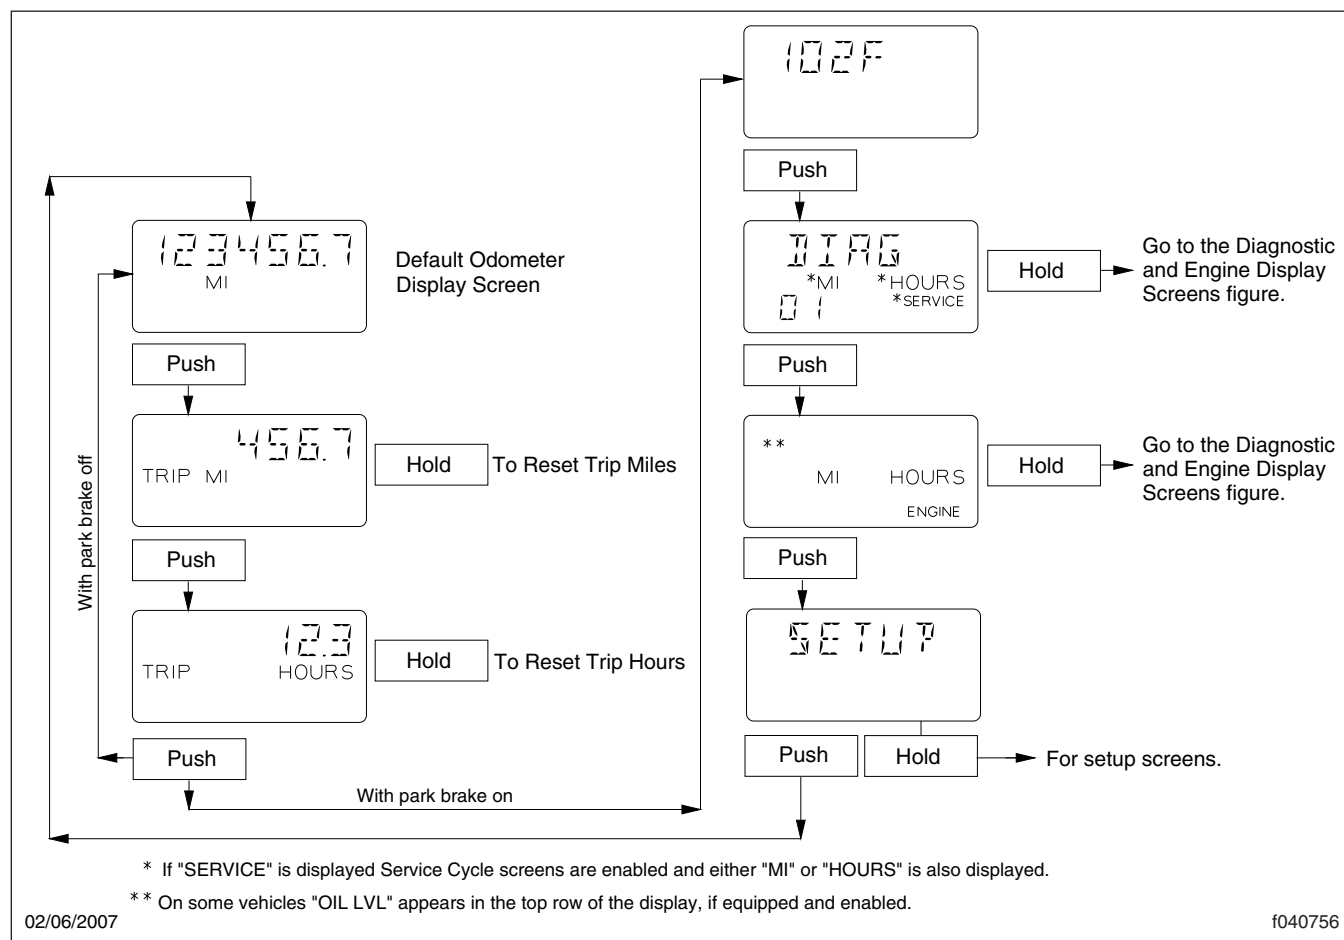 123456.7
MI
Default Odometer
Display Screen
Push
456.7
TRIP MI
Hold
To Reset Trip Miles
Push
12.3
TRIP HOURS
Hold
To Reset Trip Hours
Push
With park brake off
With park brake on
102F
Push
DIAG
*MI *HOURS
*SERVICE
01
Hold
Go to the Diagnostic
and Engine Display
Screens figure.
Push
**
MI HOURS
ENGINE
Hold
Go to the Diagnostic
and Engine Display
Screens figure.
Push
SETUP
Push
Hold
For setup screens.
* If "SERVICE" is displayed Service Cycle screens are enabled and either "MI" or "HOURS" is also displayed.
** On some vehicles "OIL LVL" appears in the top row of the display, if equipped and enabled.
02/06/2007
f040756